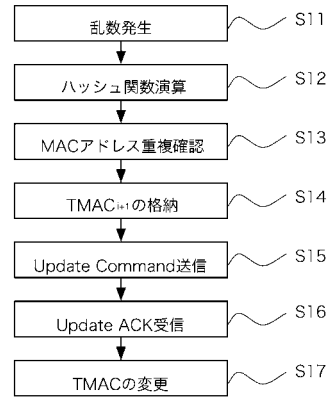 乱数発生 S11
ハッシュ関数演算 S12
MACアドレス重複確認 S13
TMACi+1の格納 S14
Update Command送信 S15
Update ACK受信 S16
TMACの変更 S17